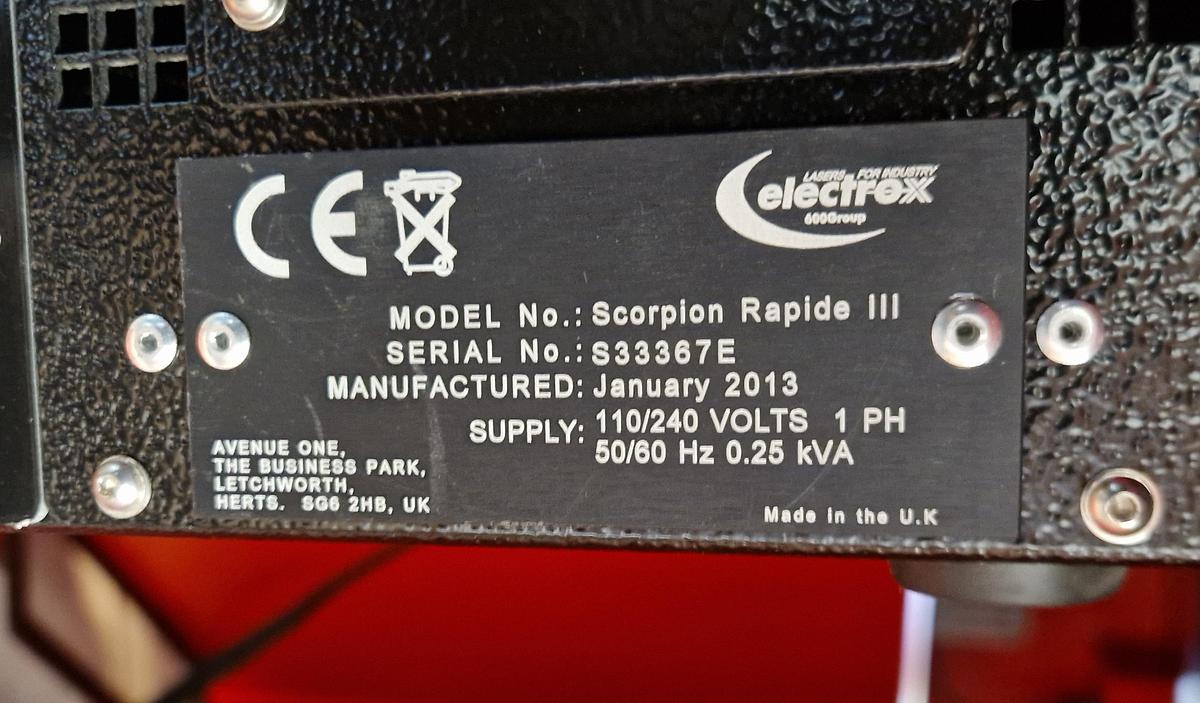 CE
LASERS FOR INDUSTRY
electrox
600Group
MODEL No.: Scorpion Rapide III
SERIAL No.: S33367E
MANUFACTURED: January 2013
SUPPLY: 110/240 VOLTS 1 PH
50/60 Hz 0.25 kVA
AVENUE ONE,
THE BUSINESS PARK,
LETCHWORTH,
HERTS. SG6 2HB, UK
Made in the U.K